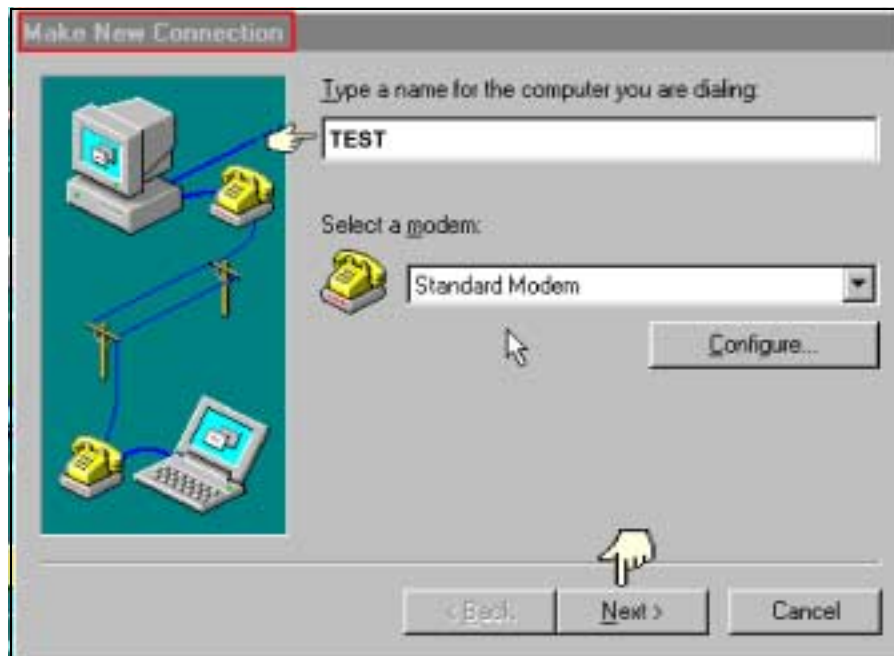 Make New Connection
Type a name for the computer you are dialing:
TEST
Select a modem:
Standard Modem
Configure...
< Back
Next >
Cancel